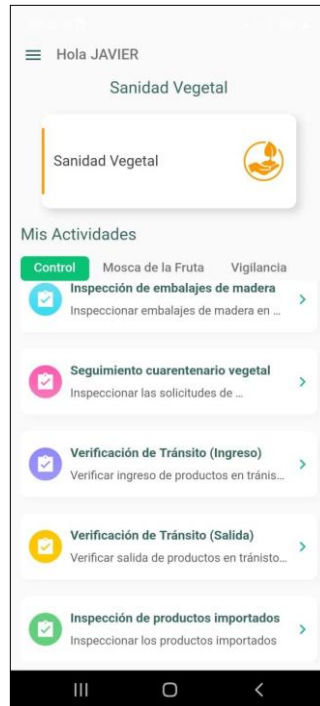 Hola JAVIER
Sanidad Vegetal
Sanidad Vegetal
Mis Actividades
Control Mosca de la Fruta Vigilancia
Inspección de embalajes de madera
Inspeccionar embalajes de madera en ...
Seguimiento cuarentenario vegetal
Inspeccionar las solicitudes de ...
Verificación de Tránsito (Ingreso)
Verificar ingreso de productos en tránis...
Verificación de Tránsito (Salida)
Verificar salida de productos en tránisto...
Inspección de productos importados
Inspeccionar los productos importados